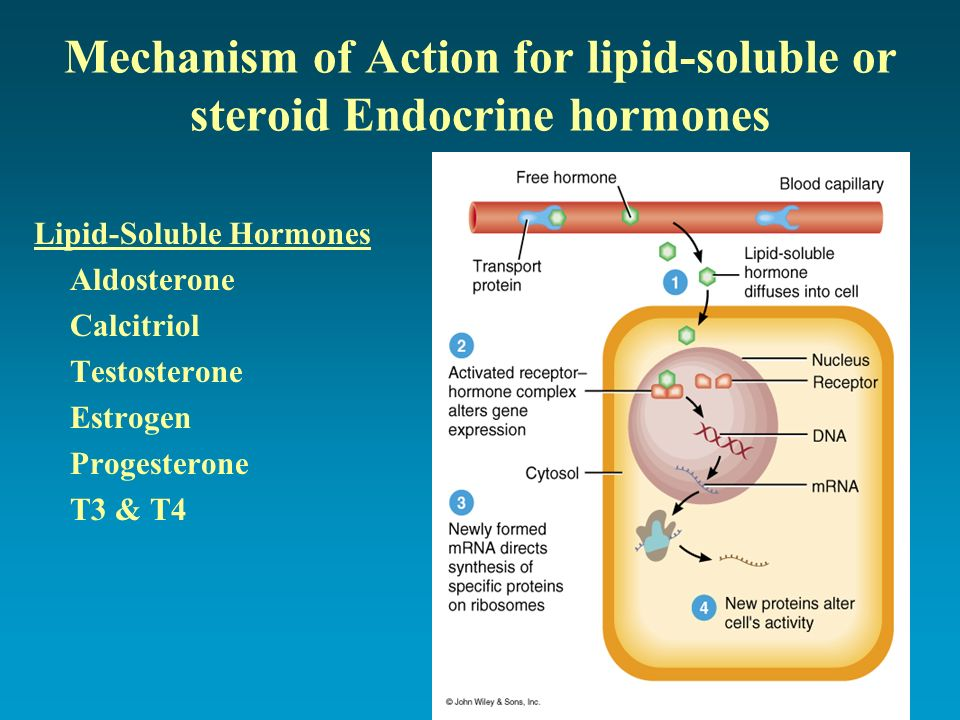 Mechanism of Action for lipid-soluble or
steroid Endocrine hormones
Lipid-Soluble Hormones
Aldosterone
Calcitriol
Testosterone
Estrogen
Progesterone
T3 & T4
Free hormone
Blood capillary
Transport
protein
1
Lipid-soluble
hormone
diffuses into cell
2
Activated receptor–
hormone complex
alters gene
expression
Nucleus
Receptor
DNA
Cytosol
mRNA
3
Newly formed
mRNA directs
synthesis of
specific proteins
on ribosomes
4
New proteins alter
cell's activity
© John Wiley & Sons, Inc.